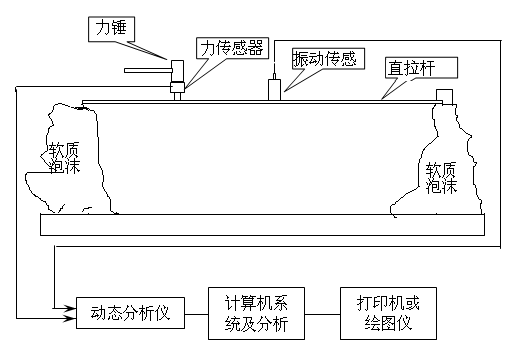 力锤
力传感器
振动传感
直拉杆
软质
泡沫
软质
泡沫
动态分析仪
计算机系
统及分析
打印机或
绘图仪